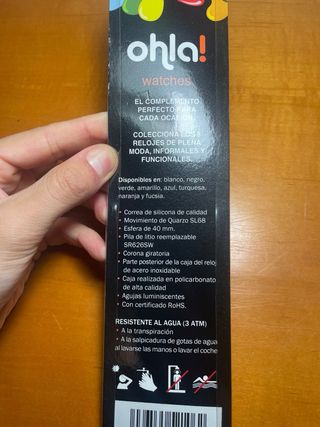 ohla!
watches
EL COMPLEMENTO
PERFECTO PARA
CADA OCASIÓN.
COLECCIONA LOS 8
RELOJES DE PLENA
MODA, INFORMALES Y
FUNCIONALES.
Disponibles en: blanco, negro,
verde, amarillo, azul, turquesa,
naranja y fucsia.
• Correa de silicona de calidad
• Movimiento de Quarzo SL68
• Esfera de 40 mm.
• Pila de litio reemplazable
SR626SW
• Corona giratoria
• Parte posterior de la caja del reloj
de acero inoxidable
• Caja realizada en policarbonato
de alta calidad
• Agujas luminiscentes
• Con certificado RoHS.
RESISTENTE AL AGUA (3 ATM)
• A la transpiración
• A la salpicadura de gotas de agua
al lavarse las manos o lavar el coche